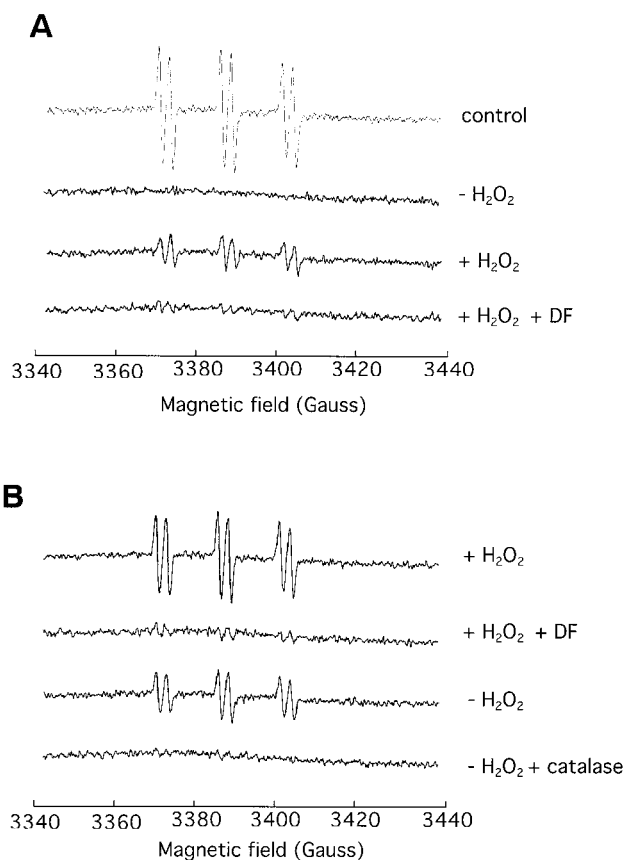 A
control
- H₂O₂
+ H₂O₂
+ H₂O₂ + DF
3340 3360 3380 3400 3420 3440
Magnetic field (Gauss)
B
+ H₂O₂
+ H₂O₂ + DF
- H₂O₂
- H₂O₂ + catalase
3340 3360 3380 3400 3420 3440
Magnetic field (Gauss)